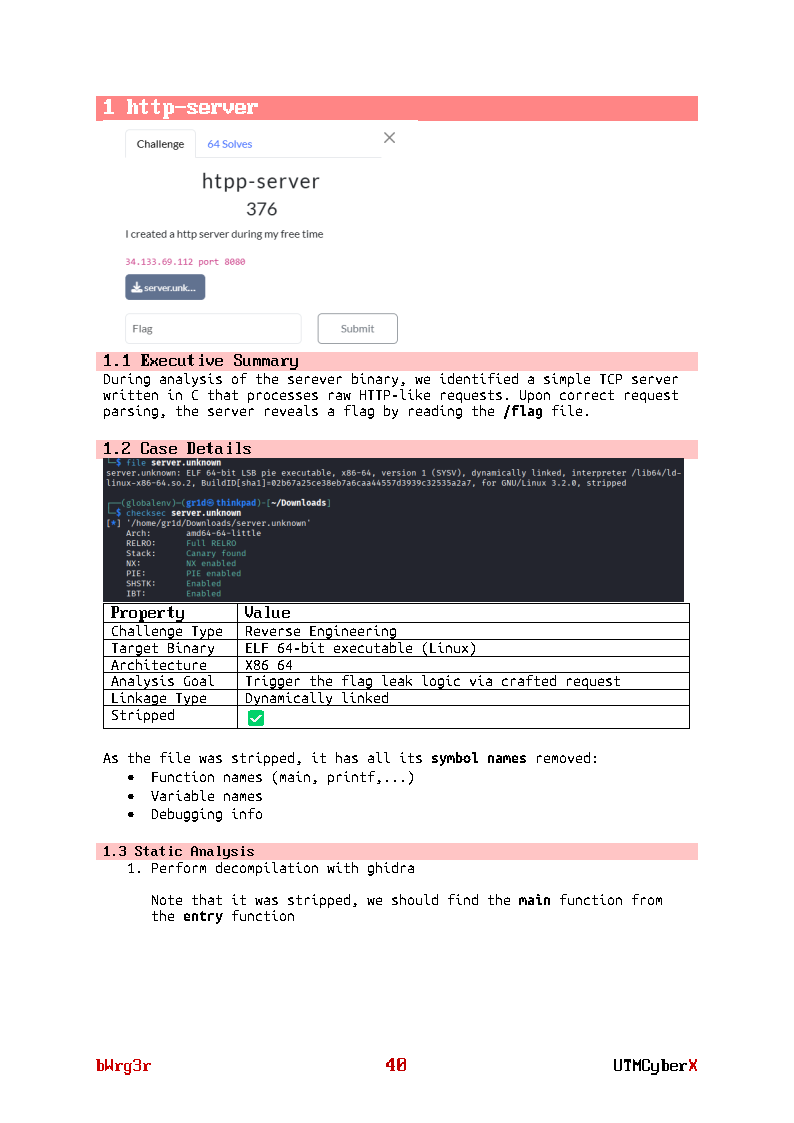 1 http-server
Challenge
64 Solves
htpp-server
376
I created a http server during my free time
34.133.69.112 port 8080
server.unk...
Flag
Submit
1.1 Executive Summary
During analysis of the serever binary, we identified a simple TCP server
written in C that processes raw HTTP-like requests. Upon correct request
parsing, the server reveals a flag by reading the /flag file.
1.2 Case Details
└─$ file server.unknown
server.unknown: ELF 64-bit LSB pie executable, x86-64, version 1 (SYSV), dynamically linked, interpreter /lib64/ld-
linux-x86-64.so.2, BuildID[sha1]=02b67a25ce38eb7a6caa44557d3939c32535a2a7, for GNU/Linux 3.2.0, stripped
┌──(globalenv)─(gr1d㉿thinkpad)-[~/Downloads]
└─$ checksec server.unknown
[*] '/home/gr1d/Downloads/server.unknown'
Arch: amd64-64-little
RELRO: Full RELRO
Stack: Canary found
NX: NX enabled
PIE: PIE enabled
SHSTK: Enabled
IBT: Enabled
Property Value
Challenge Type Reverse Engineering
Target Binary ELF 64-bit executable (Linux)
Architecture X86 64
Analysis Goal Trigger the flag leak logic via crafted request
Linkage Type Dynamically linked
Stripped ✅
As the file was stripped, it has all its symbol names removed:
• Function names (main, printf,...)
• Variable names
• Debugging info
1.3 Static Analysis
1. Perform decompilation with ghidra
Note that it was stripped, we should find the main function from
the entry function
bWrg3r 40 UTMCyberX